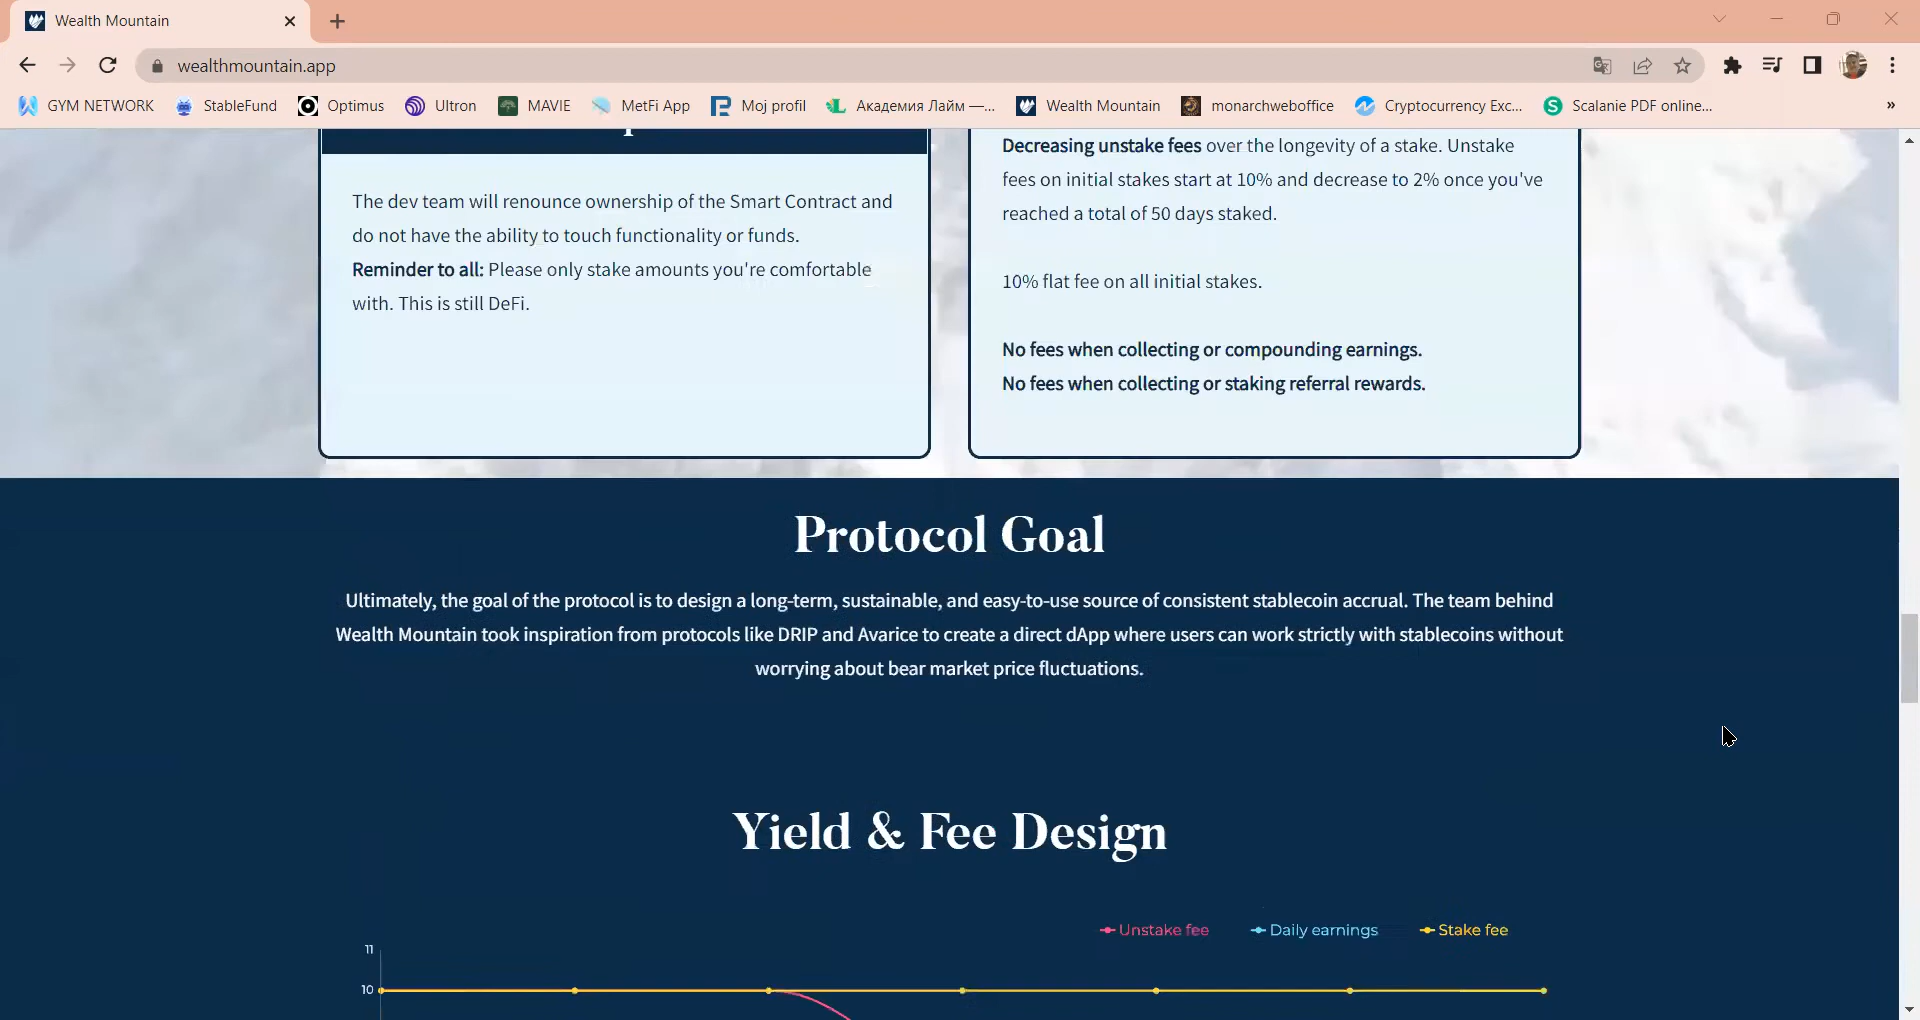 Wealth Mountain
wealthmountain.app
GYM NETWORK
StableFund
Optimus
Ultron
MAVIE
MetFi App
Moj profil
Академия Лайм —...
Wealth Mountain
monarchweboffice
Cryptocurrency Exc...
Scalanie PDF online...
»
The dev team will renounce ownership of the Smart Contract and
do not have the ability to touch functionality or funds.
Reminder to all: Please only stake amounts you're comfortable
with. This is still DeFi.
Decreasing unstake fees over the longevity of a stake. Unstake
fees on initial stakes start at 10% and decrease to 2% once you've
reached a total of 50 days staked.
10% flat fee on all initial stakes.
No fees when collecting or compounding earnings.
No fees when collecting or staking referral rewards.
Protocol Goal
Ultimately, the goal of the protocol is to design a long-term, sustainable, and easy-to-use source of consistent stablecoin accrual. The team behind
Wealth Mountain took inspiration from protocols like DRIP and Avarice to create a direct dApp where users can work strictly with stablecoins without
worrying about bear market price fluctuations.
Yield & Fee Design
Unstake fee
Daily earnings
Stake fee
11
10